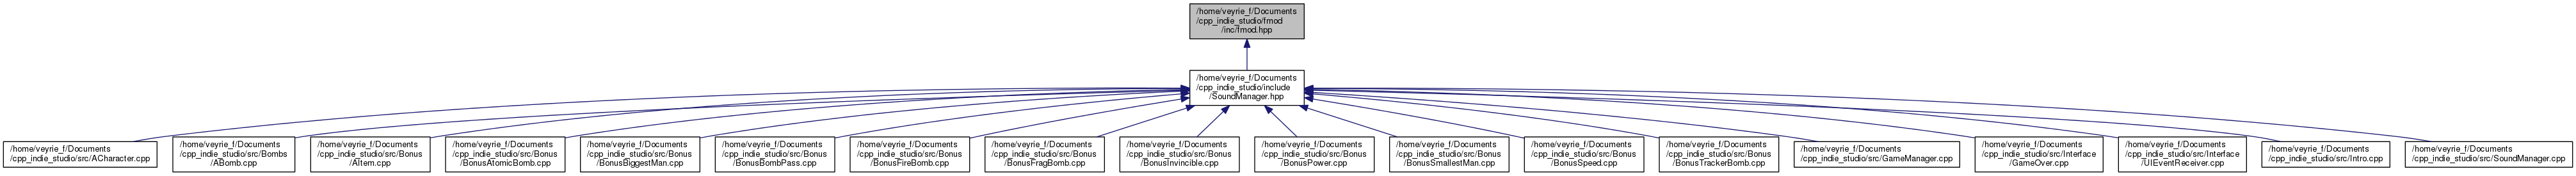 /home/veyrie_f/Documents
/cpp_indie_studio/fmod
/inc/fmod.hpp
/home/veyrie_f/Documents
/cpp_indie_studio/include
/SoundManager.hpp
/home/veyrie_f/Documents
/cpp_indie_studio/src/ACharacter.cpp
/home/veyrie_f/Documents
/cpp_indie_studio/src/Bombs
/ABomb.cpp
/home/veyrie_f/Documents
/cpp_indie_studio/src/Bonus
/AItem.cpp
/home/veyrie_f/Documents
/cpp_indie_studio/src/Bonus
/BonusAtomicBomb.cpp
/home/veyrie_f/Documents
/cpp_indie_studio/src/Bonus
/BonusBiggestMan.cpp
/home/veyrie_f/Documents
/cpp_indie_studio/src/Bonus
/BonusBombPass.cpp
/home/veyrie_f/Documents
/cpp_indie_studio/src/Bonus
/BonusFireBomb.cpp
/home/veyrie_f/Documents
/cpp_indie_studio/src/Bonus
/BonusFragBomb.cpp
/home/veyrie_f/Documents
/cpp_indie_studio/src/Bonus
/BonusInvincible.cpp
/home/veyrie_f/Documents
/cpp_indie_studio/src/Bonus
/BonusPower.cpp
/home/veyrie_f/Documents
/cpp_indie_studio/src/Bonus
/BonusSmallestMan.cpp
/home/veyrie_f/Documents
/cpp_indie_studio/src/Bonus
/BonusSpeed.cpp
/home/veyrie_f/Documents
/cpp_indie_studio/src/Bonus
/BonusTrackerBomb.cpp
/home/veyrie_f/Documents
/cpp_indie_studio/src/GameManager.cpp
/home/veyrie_f/Documents
/cpp_indie_studio/src/Interface
/GameOver.cpp
/home/veyrie_f/Documents
/cpp_indie_studio/src/Interface
/UIEventReceiver.cpp
/home/veyrie_f/Documents
/cpp_indie_studio/src/Intro.cpp
/home/veyrie_f/Documents
/cpp_indie_studio/src/SoundManager.cpp